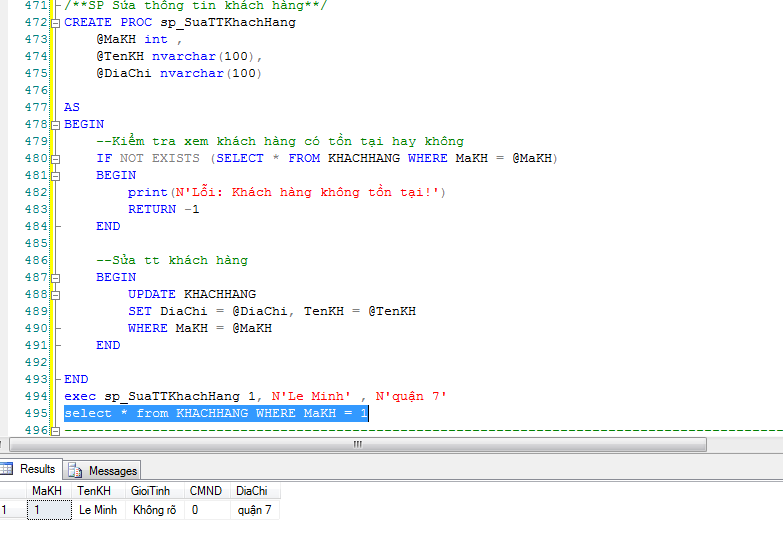 471 /**SP Sửa thông tin khách hàng**/
472 CREATE PROC sp_SuaTTKhachHang
473 @MaKH int ,
474 @TenKH nvarchar(100),
475 @DiaChi nvarchar(100)
476
477 AS
478 BEGIN
479 --Kiểm tra xem khách hàng có tồn tại hay không
480 IF NOT EXISTS (SELECT * FROM KHACHHANG WHERE MaKH = @MaKH)
481 BEGIN
482 print(N'Lỗi: Khách hàng không tồn tại!')
483 RETURN -1
484 END
485
486 --Sửa tt khách hàng
487 BEGIN
488 UPDATE KHACHHANG
489 SET DiaChi = @DiaChi, TenKH = @TenKH
490 WHERE MaKH = @MaKH
491 END
492
493 END
494 exec sp_SuaTTKhachHang 1, N'Le Minh' , N'quận 7'
495 select * from KHACHHANG WHERE MaKH = 1
496 --------------------------------------------------------------------------------
Results Messages
MaKH TenKH GioiTinh CMND DiaChi
1 1 Le Minh Không rõ 0 quận 7